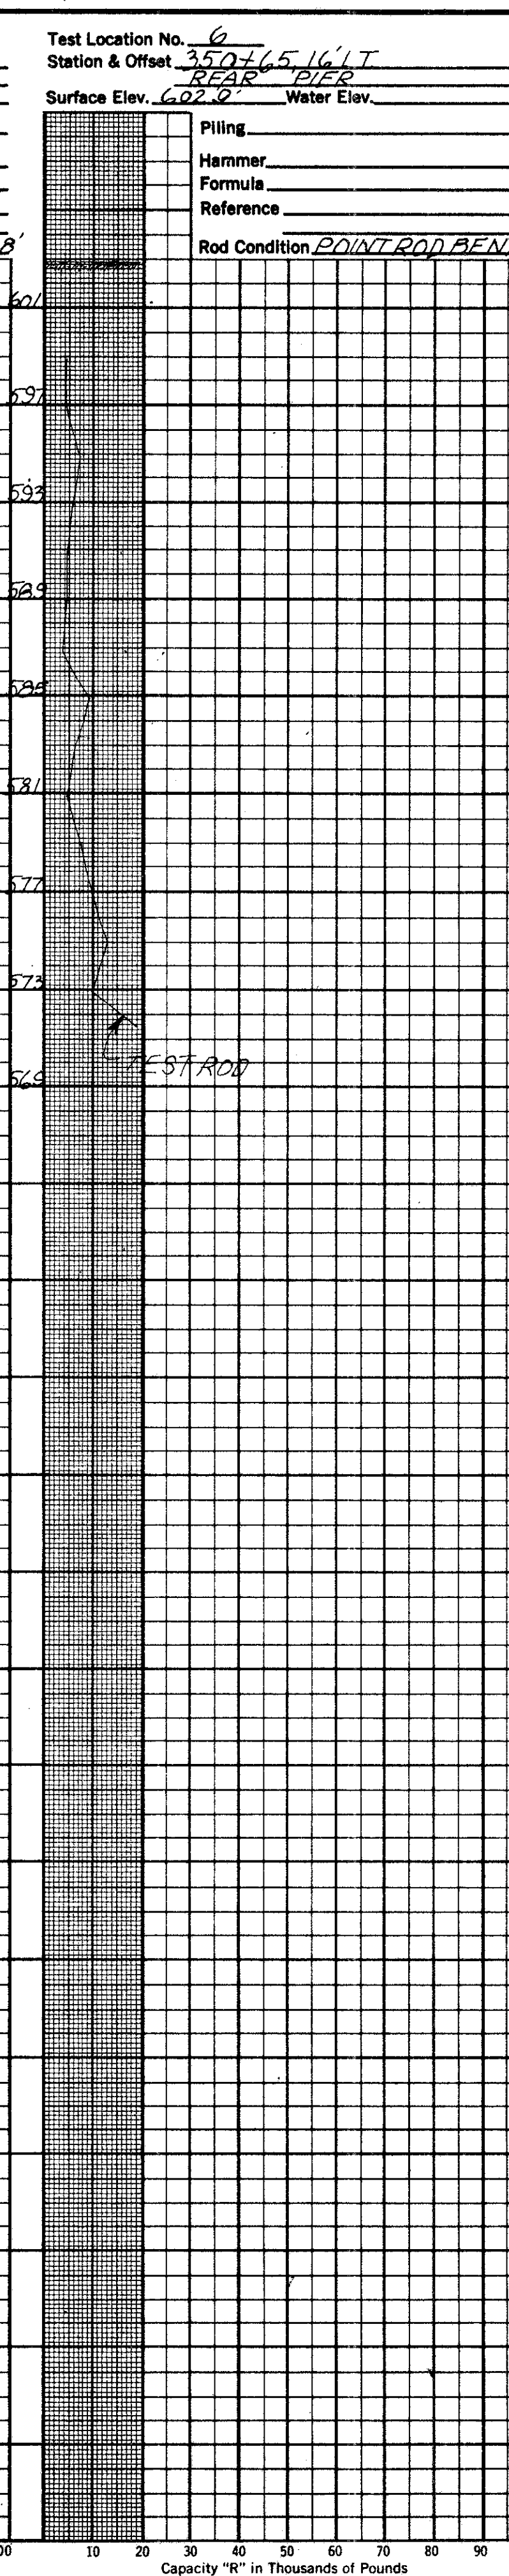 Test Location No. 6
Station & Offset 350+65, 16' LT
REAR PIER
Surface Elev. 602.0' Water Elev.
Piling
Hammer
Formula
Reference
Rod Condition POINT ROD BEN
8'
601
597
593
589
585
581
577
573
TEST ROD
569
00 10 20 30 40 50 60 70 80 90
Capacity "R" in Thousands of Pounds